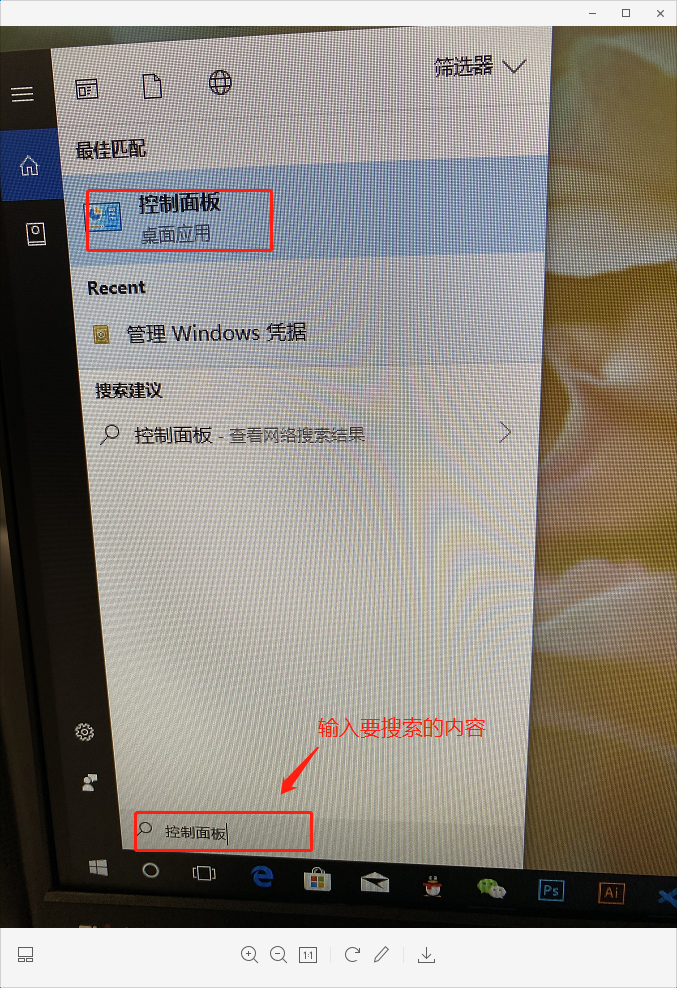 筛选器
最佳匹配
控制面板
桌面应用
Recent
管理 Windows 凭据
搜索建议
控制面板 - 查看网络搜索结果
输入要搜索的内容
控制面板
Ps
Ai
1:1